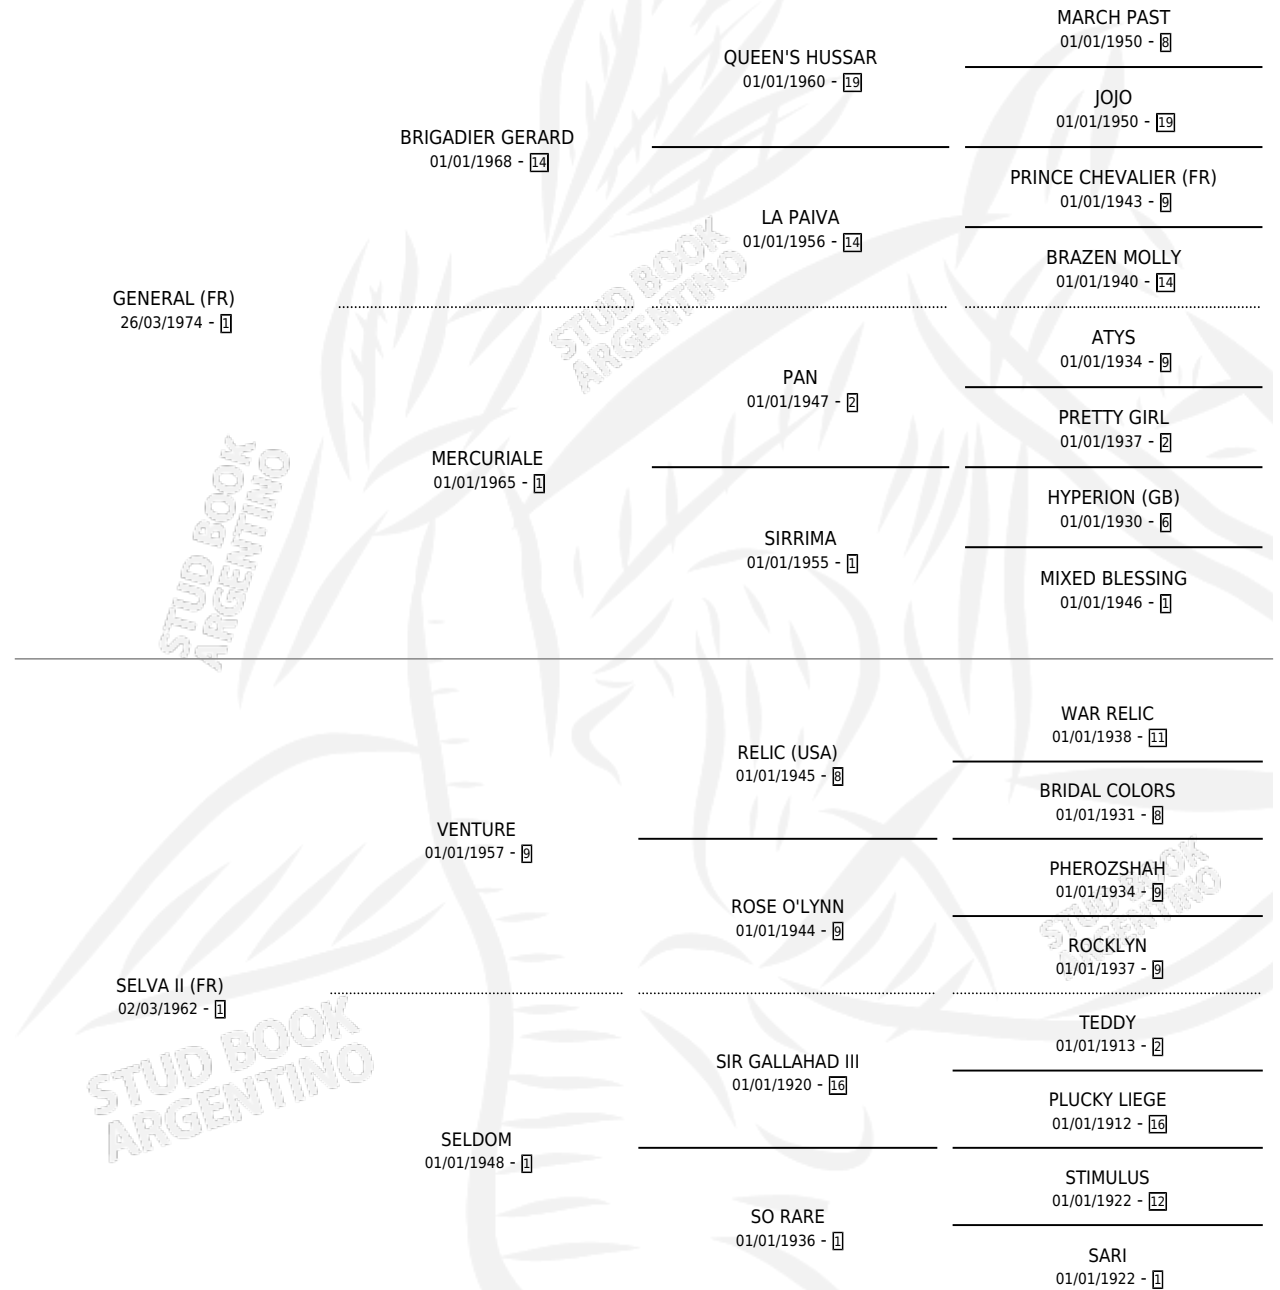 MARCH PAST
01/01/1950 - 8
QUEEN'S HUSSAR
01/01/1960 - 19
JOJO
01/01/1950 - 19
BRIGADIER GERARD
01/01/1968 - 14
PRINCE CHEVALIER (FR)
01/01/1943 - 9
LA PAIVA
01/01/1956 - 14
BRAZEN MOLLY
01/01/1940 - 14
GENERAL (FR)
26/03/1974 - 1
STUD BOOK
ARGENTINO
ATYS
01/01/1934 - 9
PAN
01/01/1947 - 2
PRETTY GIRL
01/01/1937 - 2
MERCURIALE
01/01/1965 - 1
HYPERION (GB)
01/01/1930 - 6
SIRRIMA
01/01/1955 - 1
MIXED BLESSING
01/01/1946 - 1
STUD BOOK
ARGENTINO
WAR RELIC
01/01/1938 - 11
RELIC (USA)
01/01/1945 - 8
BRIDAL COLORS
01/01/1931 - 8
VENTURE
01/01/1957 - 9
PHEROZSHAH
01/01/1934 - 9
ROSE O'LYNN
01/01/1944 - 9
STUD BOOK
ARGENTINO
ROCKLYN
01/01/1937 - 9
SELVA II (FR)
02/03/1962 - 1
STUD BOOK
ARGENTINO
TEDDY
01/01/1913 - 2
SIR GALLAHAD III
01/01/1920 - 16
PLUCKY LIEGE
01/01/1912 - 16
SELDOM
01/01/1948 - 1
STIMULUS
01/01/1922 - 12
SO RARE
01/01/1936 - 1
SARI
01/01/1922 - 1